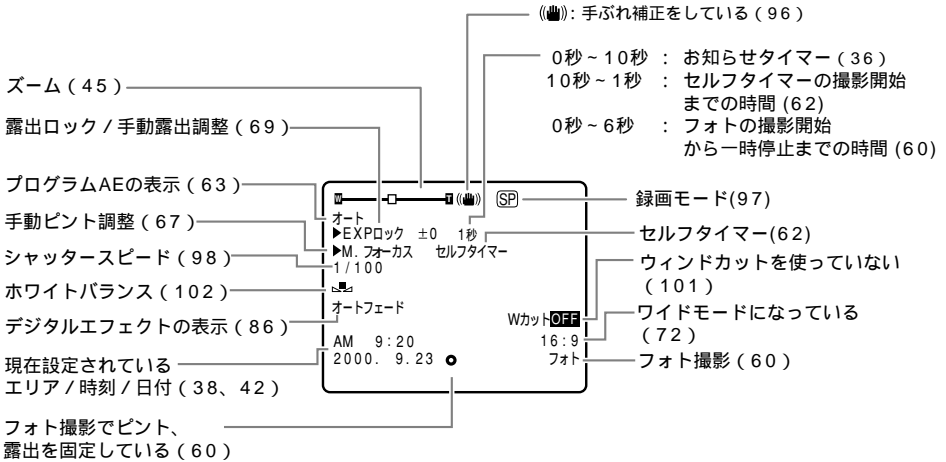 ((🖐)): 手ぶれ補正をしている(96)
0秒~10秒 : お知らせタイマー(36)
10秒~1秒 : セルフタイマーの撮影開始
までの時間(62)
0秒~6秒 : フォトの撮影開始
から一時停止までの時間(60)
ズーム(45)
露出ロック/手動露出調整(69)
プログラムAEの表示(63)
手動ピント調整(67)
シャッタースピード(98)
ホワイトバランス(102)
デジタルエフェクトの表示(86)
現在設定されている
エリア/時刻/日付(38、42)
フォト撮影でピント、
露出を固定している(60)
W T SP
オート
▶EXPロック ±0 1秒
▶M.フォーカス セルフタイマー
1/100
オートフェード
WカットOFF
AM 9:20 16:9
2000. 9.23 フォト
録画モード(97)
セルフタイマー(62)
ウィンドカットを使っていない
(101)
ワイドモードになっている
(72)
フォト撮影(60)